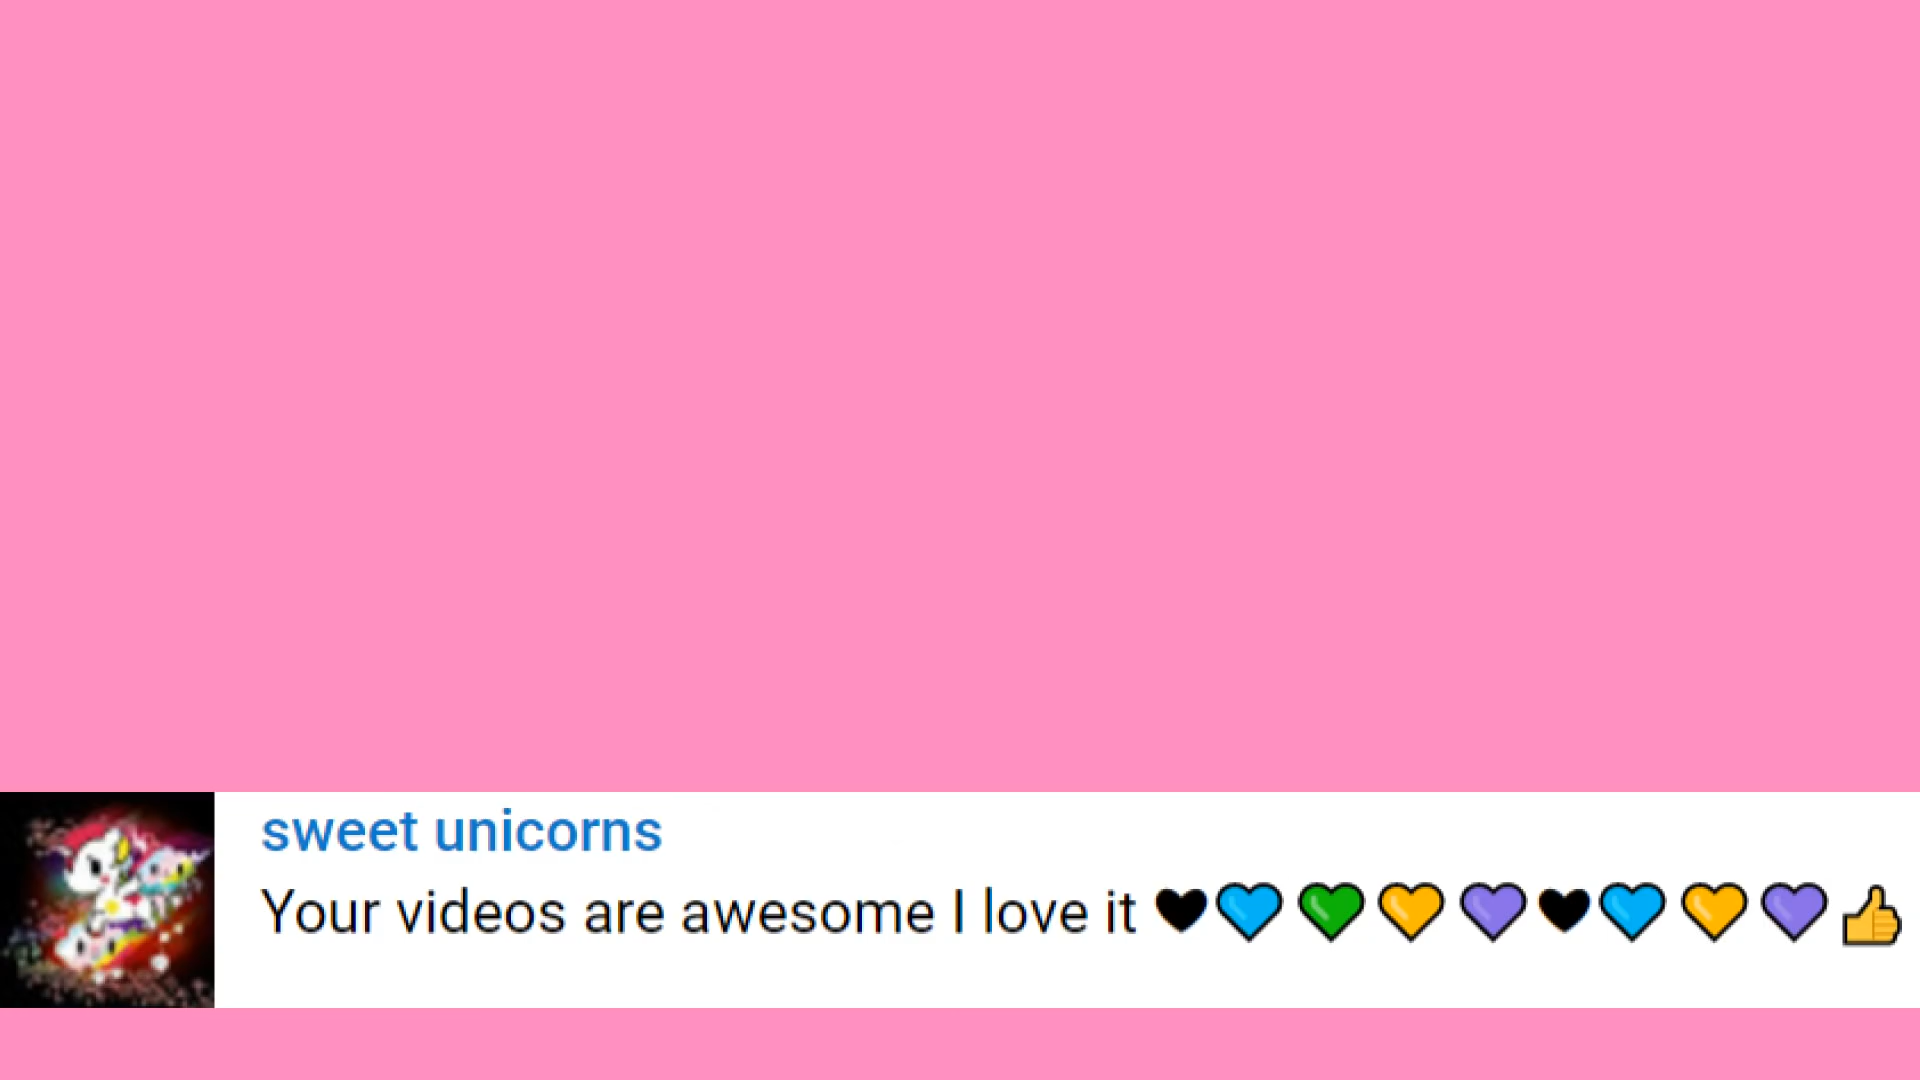 sweet unicorns
Your videos are awesome I love it 🖤💙💚💛💜🖤💙💛💜👍